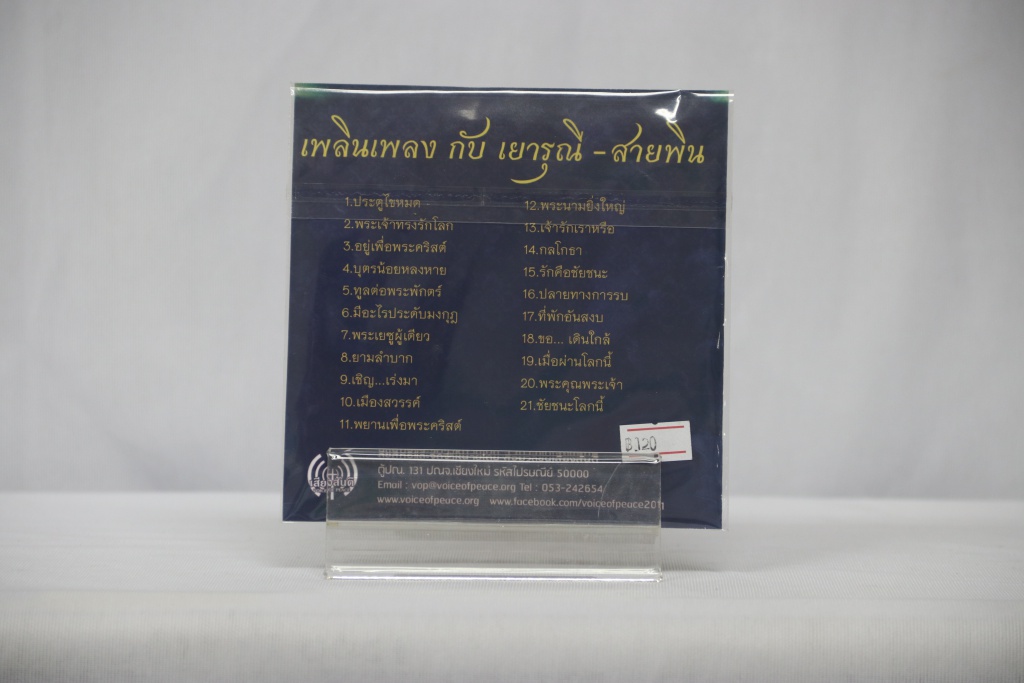 เพลินเพลง กับ เยารุณี - สายพิน
1.ประตูไขหมด
2.พระเจ้าทรงรักโลก
3.อยู่เพื่อพระคริสต์
4.บุตรน้อยหลงหาย
5.ทูลต่อพระพักตร์
6.มีอะไรประดับมงกุฎ
7.พระเยซูผู้เดียว
8.ยามลำบาก
9.เชิญ...เร่งมา
10.เมืองสวรรค์
11.พยานเพื่อพระคริสต์
12.พระนามยิ่งใหญ่
13.เจ้ารักเราหรือ
14.กลโกธา
15.รักคือชัยชนะ
16.ปลายทางการรบ
17.ที่พักอันสงบ
18.ขอ... เดินใกล้
19.เมื่อผ่านโลกนี้
20.พระคุณพระเจ้า
21.ชัยชนะโลกนี้
B120
เสียงสันติ
ตู้ปณ. 131 ปณจ.เชียงใหม่ รหัสไปรษณีย์ 50000
Email : vop@voiceofpeace.org Tel : 053-242654
www.voiceofpeace.org www.facebook.com/voiceofpeace2011